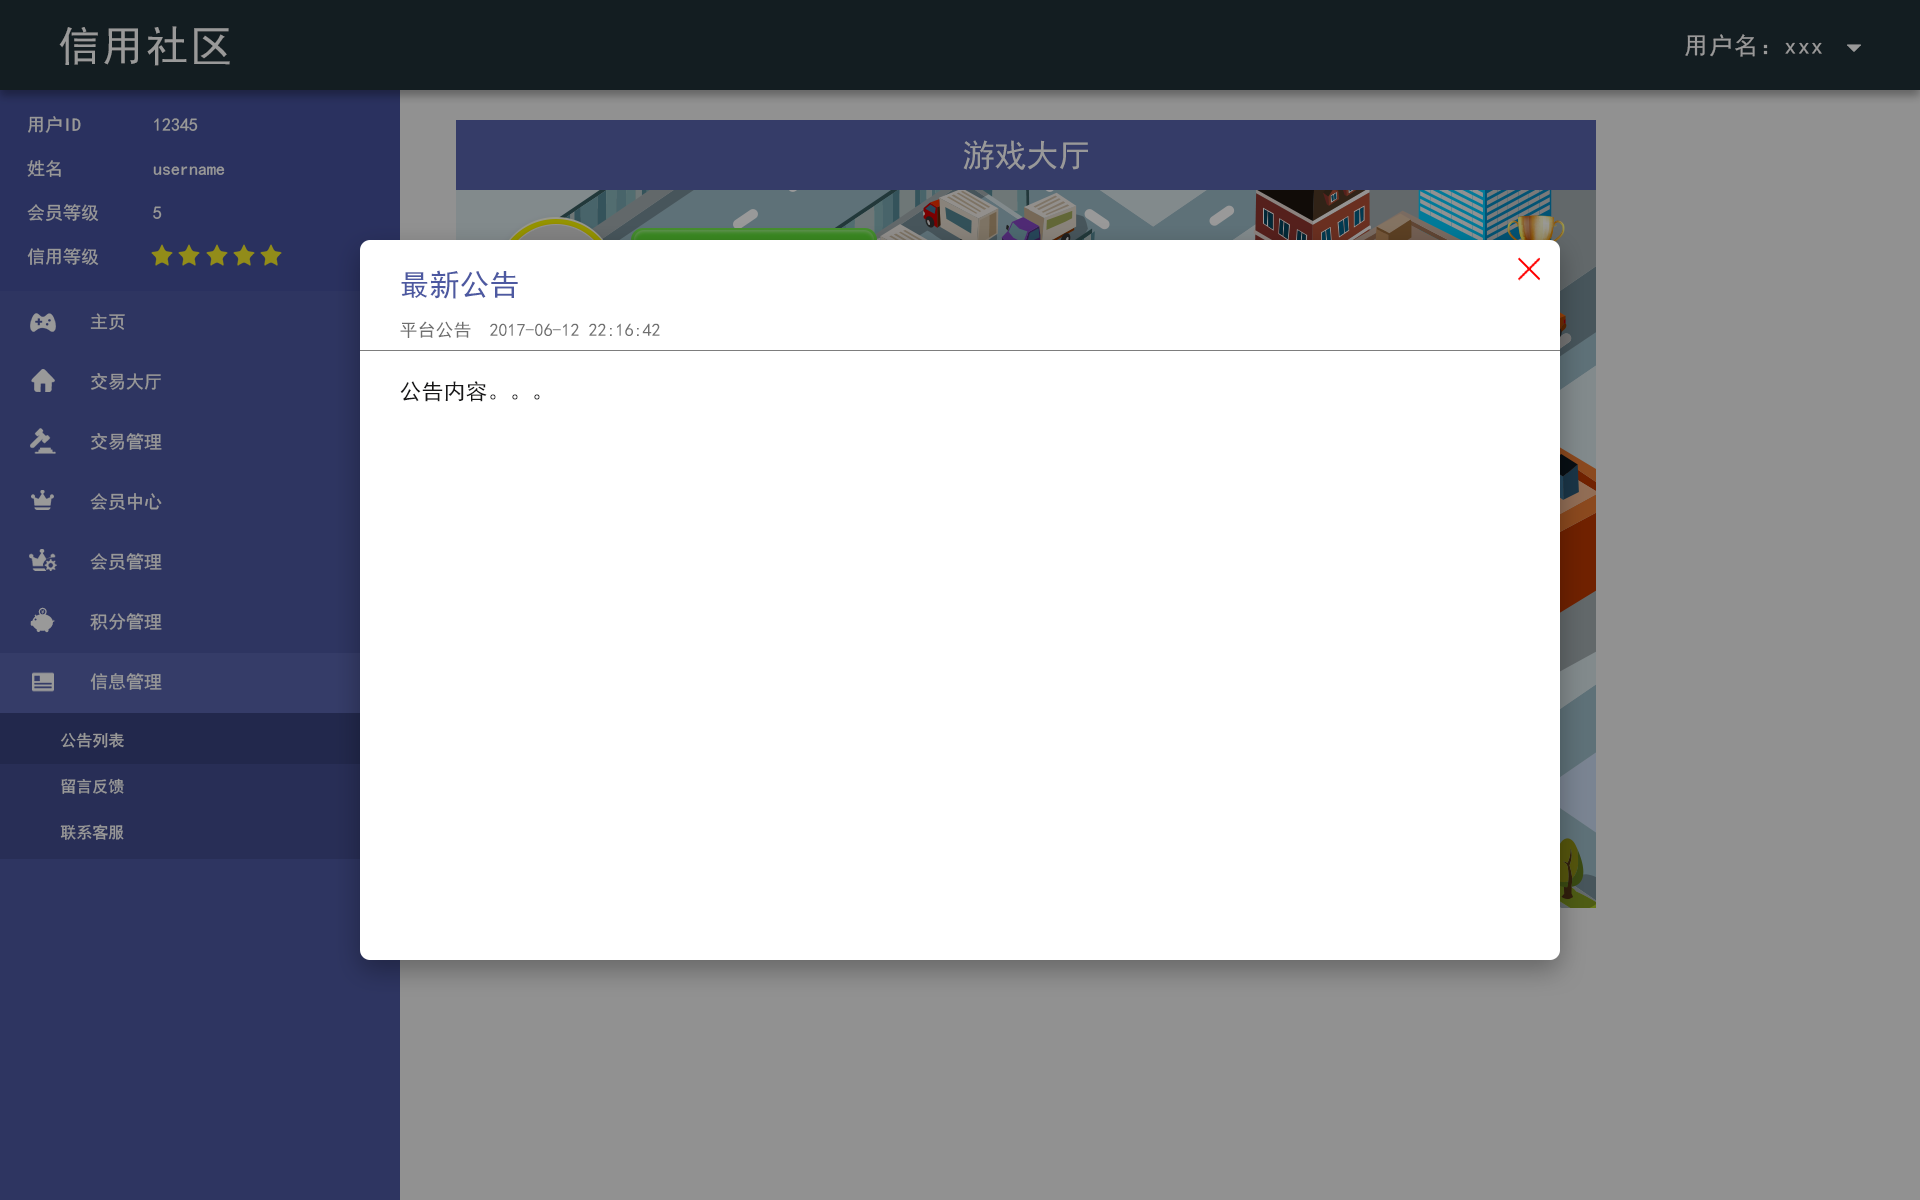 信用社区
用户名：xxx
用户ID 12345
姓名 username
会员等级 5
信用等级
主页
交易大厅
交易管理
会员中心
会员管理
积分管理
信息管理
公告列表
留言反馈
联系客服
游戏大厅
最新公告
平台公告 2017-06-12 22:16:42
公告内容。。。